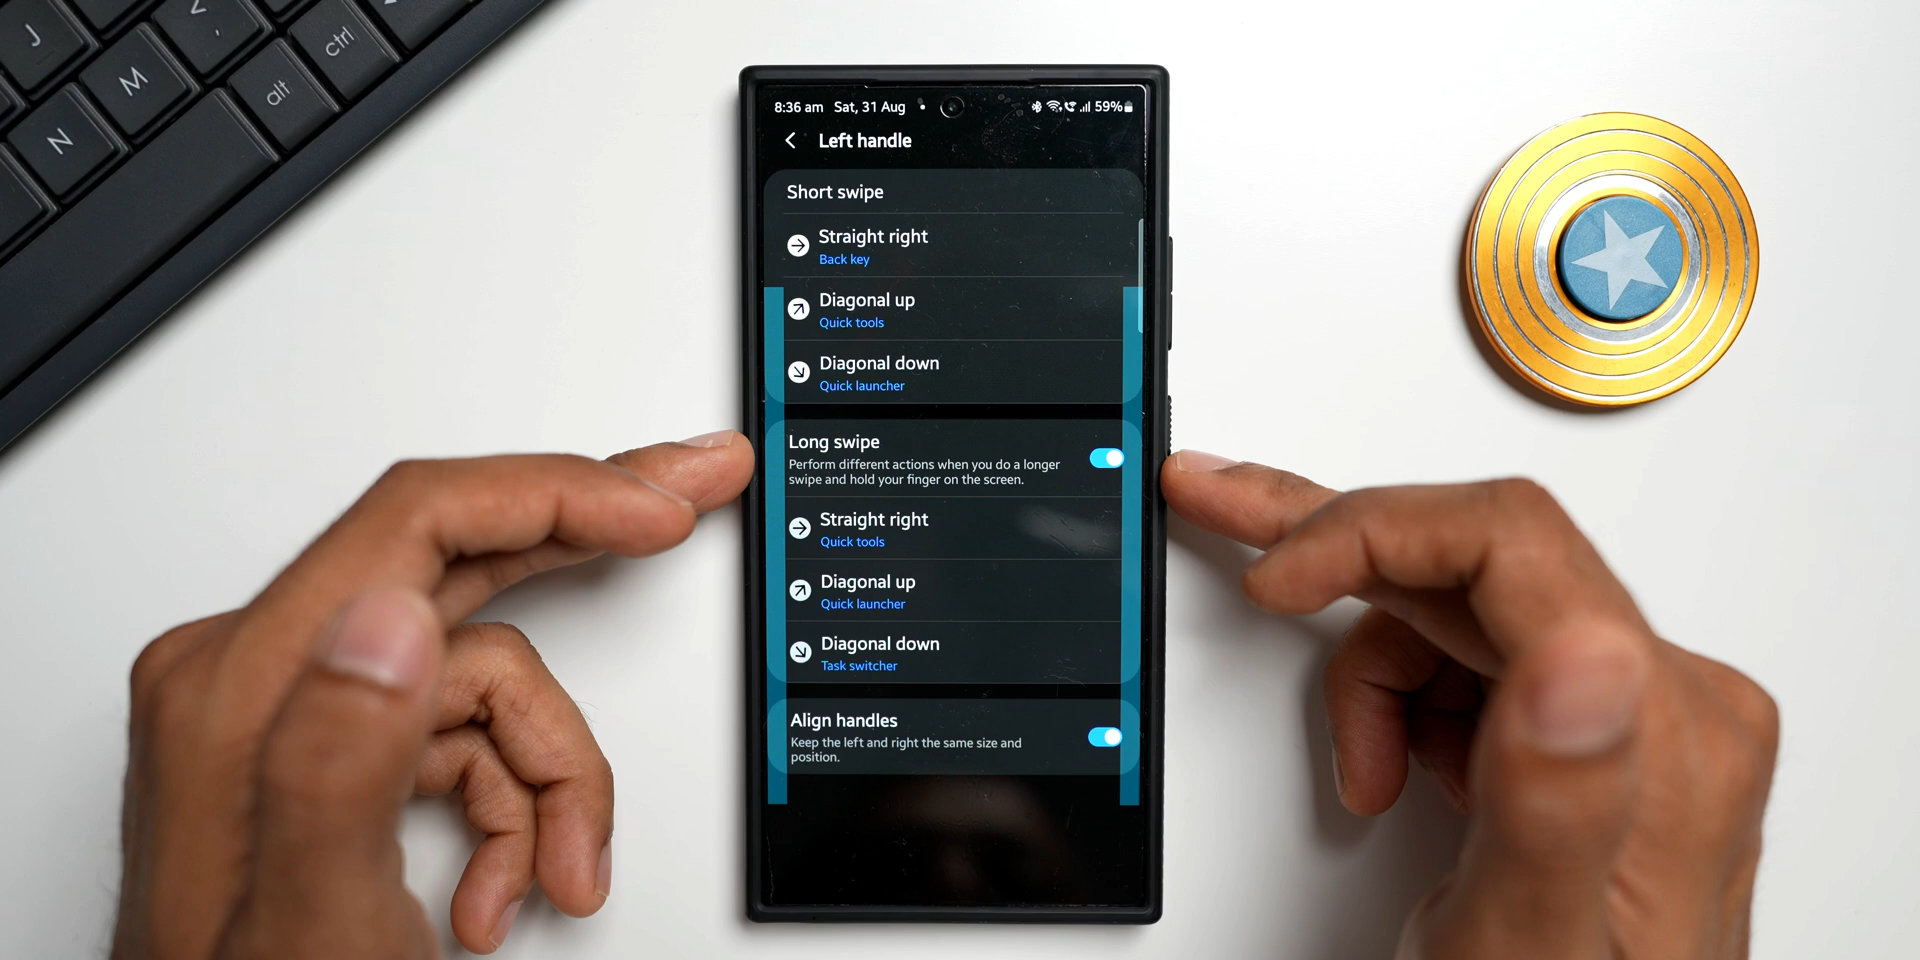 J
M
N
alt
ctrl
<
,
8:36 am Sat, 31 Aug
59%
Left handle
Short swipe
Straight right
Back key
Diagonal up
Quick tools
Diagonal down
Quick launcher
Long swipe
Perform different actions when you do a longer
swipe and hold your finger on the screen.
Straight right
Quick tools
Diagonal up
Quick launcher
Diagonal down
Task switcher
Align handles
Keep the left and right the same size and
position.